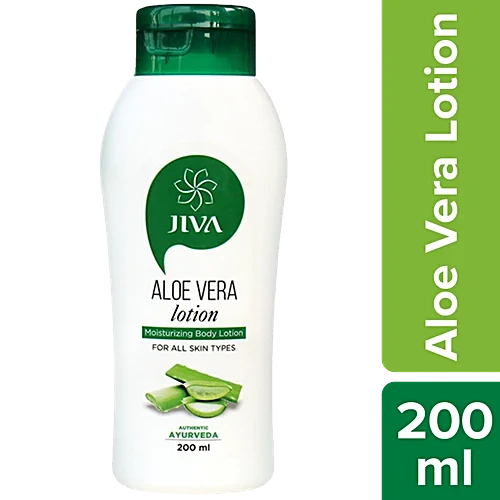 JIVA
ALOE VERA
lotion
Moisturizing Body Lotion
FOR ALL SKIN TYPES
AUTHENTIC
AYURVEDA
200 ml
Aloe Vera Lotion
200
ml